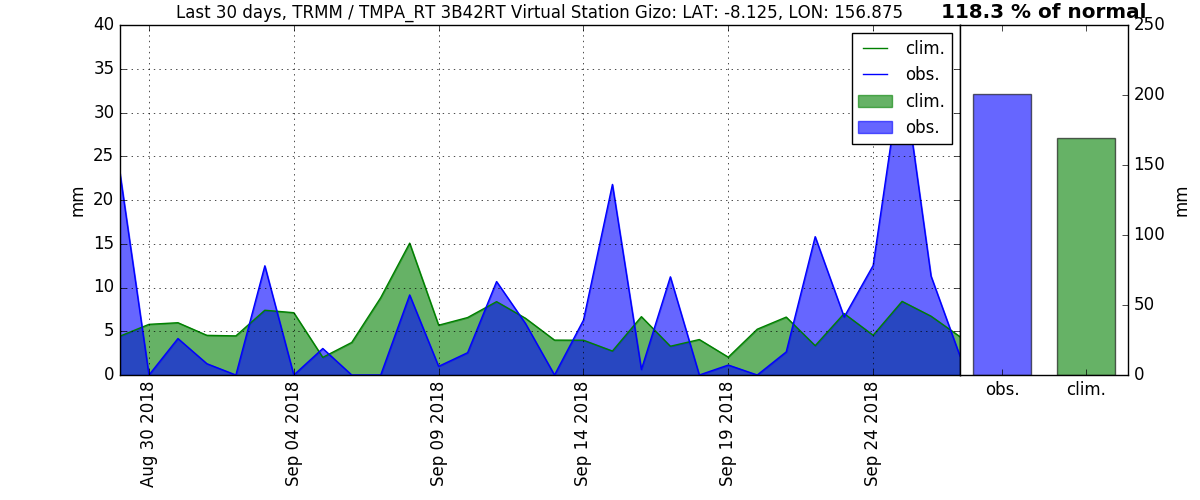 Last 30 days, TRMM / TMPA_RT 3B42RT Virtual Station Gizo: LAT: -8.125, LON: 156.875
118.3 % of normal
40
35
30
25
20
15
10
5
0
mm
clim.
obs.
clim.
obs.
Aug 30 2018
Sep 04 2018
Sep 09 2018
Sep 14 2018
Sep 19 2018
Sep 24 2018
250
200
150
100
50
0
mm
obs.
clim.